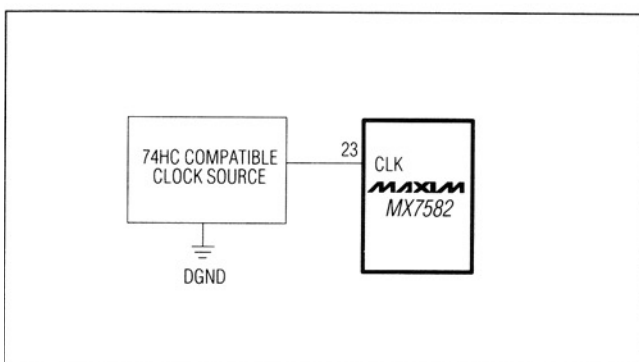 74HC COMPATIBLE
CLOCK SOURCE
DGND
23
CLK
MAXIM
MX7582